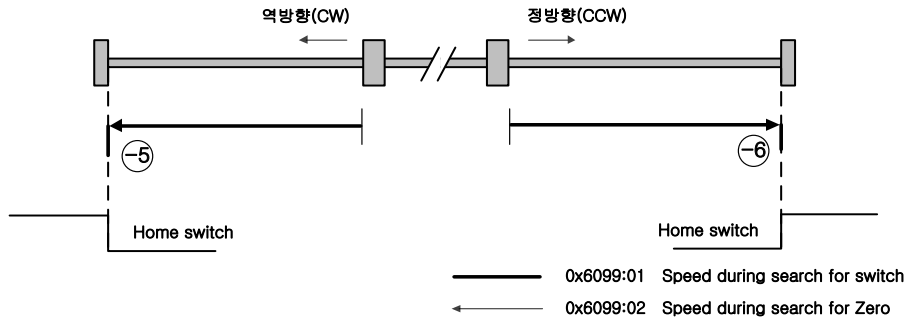 역방향(CW)
정방향(CCW)
-5
-6
Home switch
Home switch
0x6099:01 Speed during search for switch
0x6099:02 Speed during search for Zero